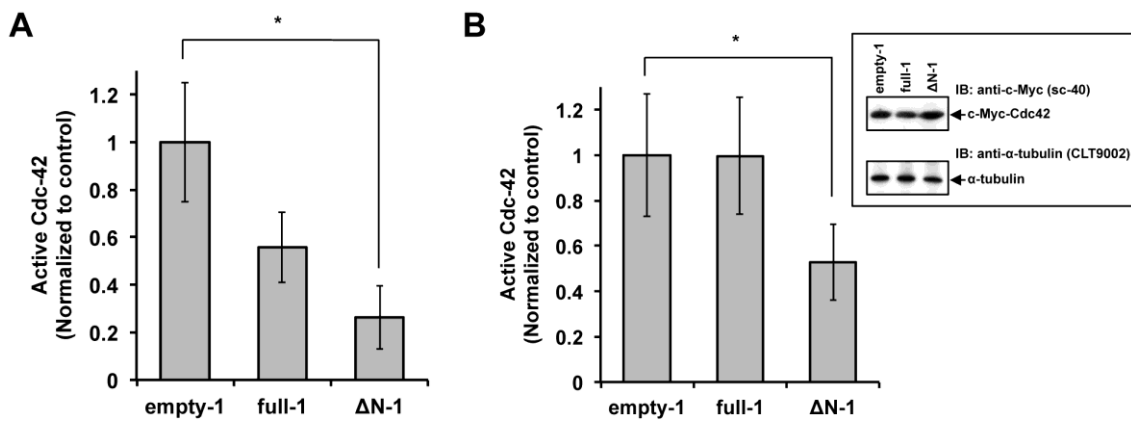 A
Active Cdc-42
(Normalized to control)
1.2
1
0.8
0.6
0.4
0.2
0
*
empty-1 full-1 ΔN-1
B
Active Cdc-42
(Normalized to control)
1.2
1
0.8
0.6
0.4
0.2
0
*
empty-1 full-1 ΔN-1
empty-1 full-1 ΔN-1
IB: anti-c-Myc (sc-40)
c-Myc-Cdc42
IB: anti-α-tubulin (CLT9002)
α-tubulin